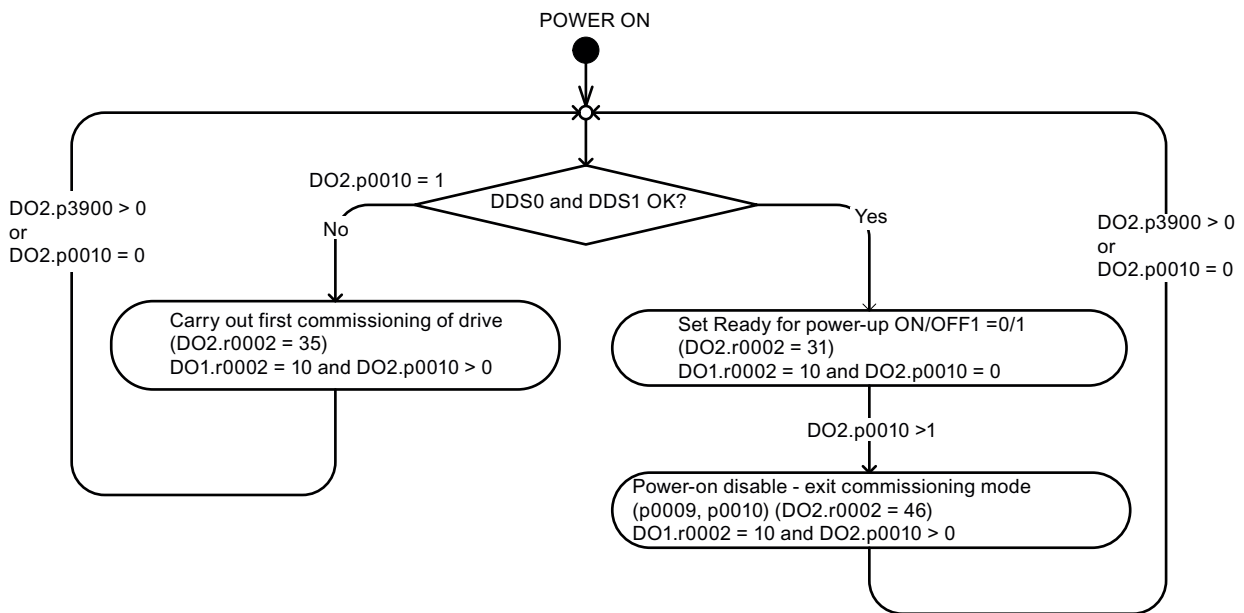 POWER ON
DO2.p0010 = 1
DDS0 and DDS1 OK?
DO2.p3900 > 0
or
DO2.p0010 = 0
No
Yes
DO2.p3900 > 0
or
DO2.p0010 = 0
Carry out first commissioning of drive
(DO2.r0002 = 35)
DO1.r0002 = 10 and DO2.p0010 > 0
Set Ready for power-up ON/OFF1 =0/1
(DO2.r0002 = 31)
DO1.r0002 = 10 and DO2.p0010 = 0
DO2.p0010 >1
Power-on disable - exit commissioning mode
(p0009, p0010) (DO2.r0002 = 46)
DO1.r0002 = 10 and DO2.p0010 > 0